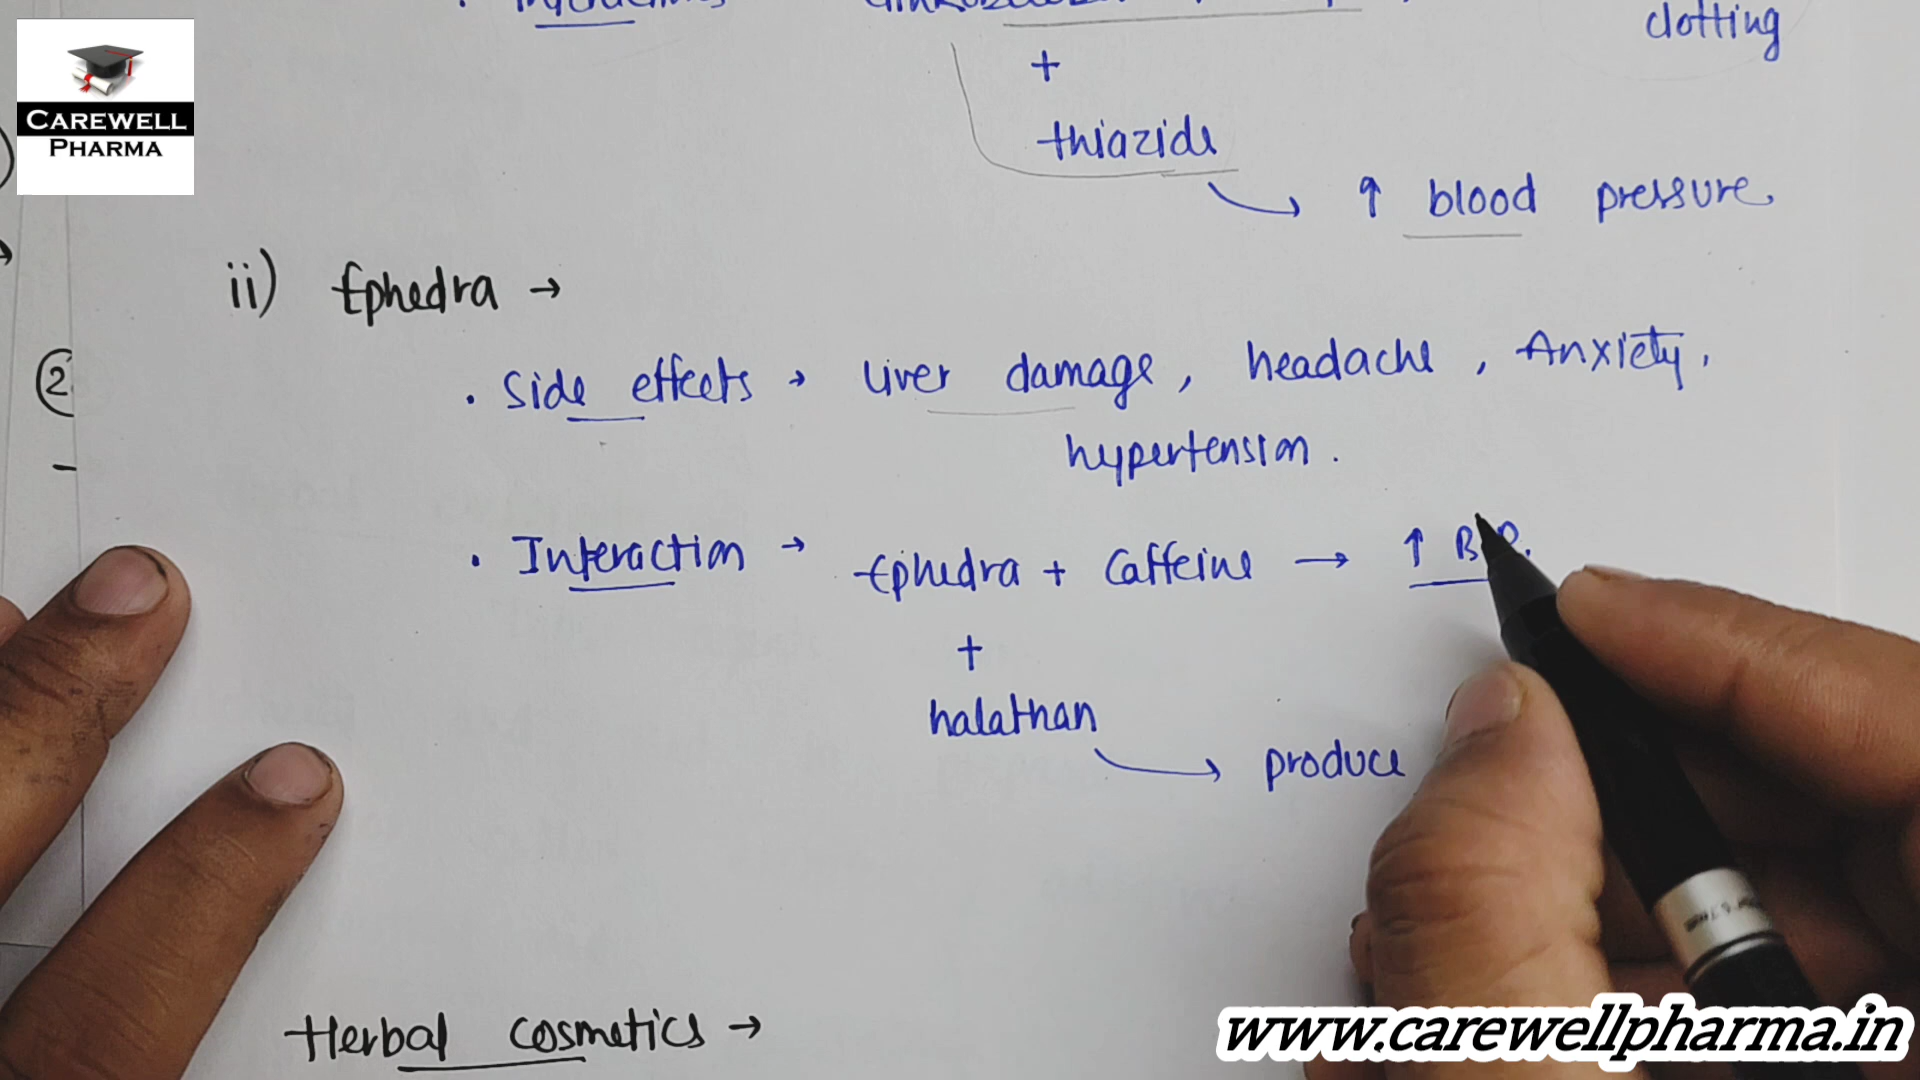 CAREWELL
PHARMA
clotting
+
thiazide
↑ blood pressure
ii) Ephedra →
2
• Side effects → liver damage, headache, Anxiety,
hypertension.
• Interaction → Ephedra + Caffeine → ↑ B.P.
+
halathan
produce
Herbal cosmetics →
www.carewellpharma.in